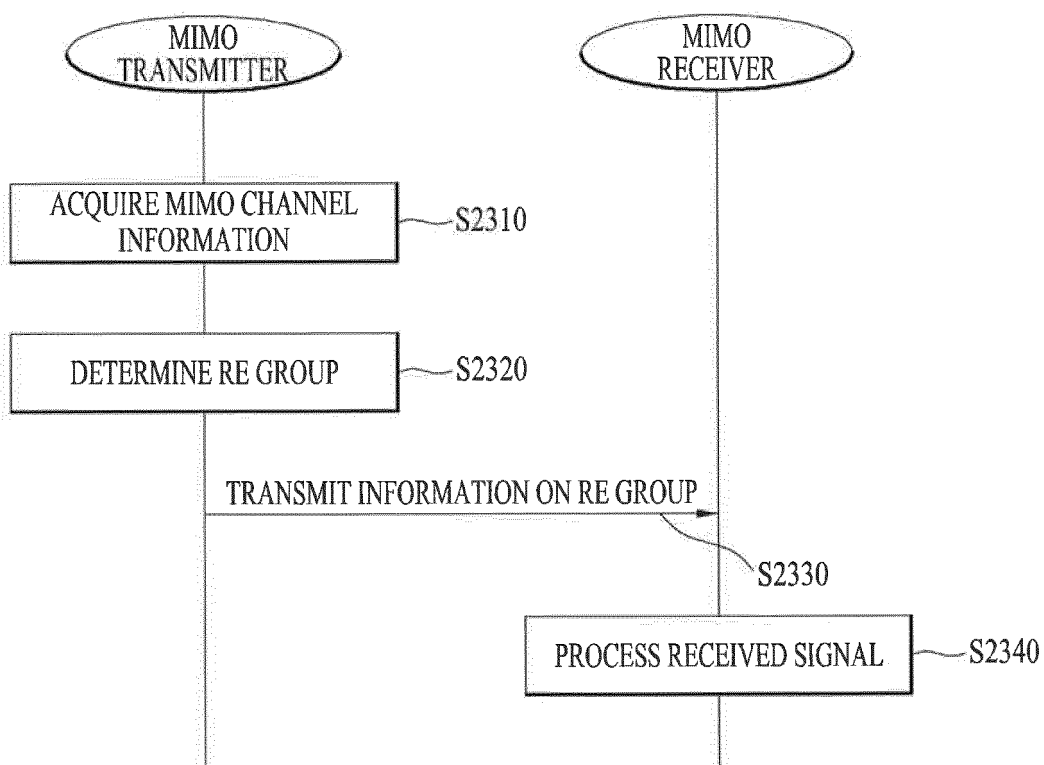 MIMO
TRANSMITTER
MIMO
RECEIVER
ACQUIRE MIMO CHANNEL
INFORMATION
S2310
DETERMINE RE GROUP
S2320
TRANSMIT INFORMATION ON RE GROUP
S2330
PROCESS RECEIVED SIGNAL
S2340